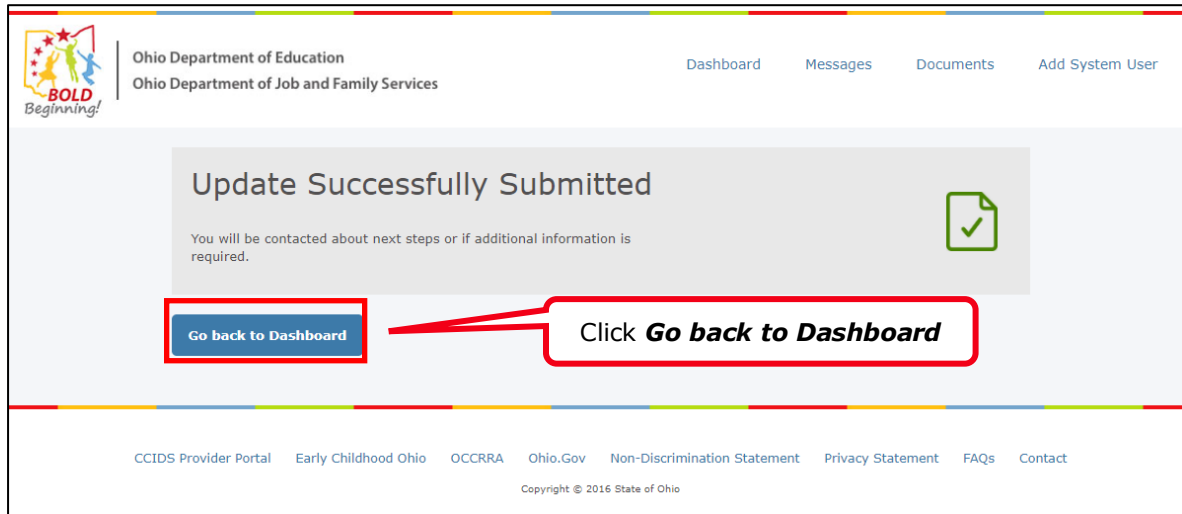 BOLD
Beginning!
Ohio Department of Education
Ohio Department of Job and Family Services
Dashboard Messages Documents Add System User
Update Successfully Submitted
You will be contacted about next steps or if additional information is
required.
Go back to Dashboard
Click Go back to Dashboard
CCIDS Provider Portal Early Childhood Ohio OCCRRA Ohio.Gov Non-Discrimination Statement Privacy Statement FAQs Contact
Copyright © 2016 State of Ohio